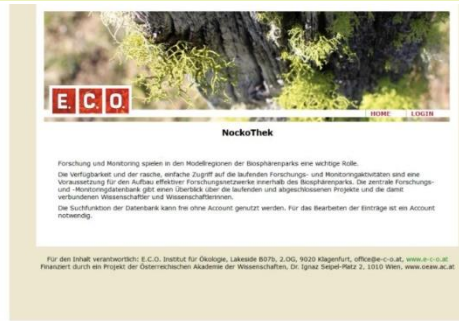 E.C.O.
HOME LOGIN
NockoThek
Forschung und Monitoring spielen in den Modellregionen der Biosphärenparks eine wichtige Rolle.
Die Verfügbarkeit und der rasche, einfache Zugriff auf die laufenden Forschungs- und Monitoringaktivitäten sind eine
Voraussetzung für den Aufbau effektiver Forschungsnetzwerke innerhalb des Biosphärenparks. Die zentrale Forschungs-
und -Monitoringdatenbank gibt einen Überblick über die laufenden und abgeschlossenen Projekte und die damit
verbundenen Wissenschaftler und Wissenschaftlerinnen.
Die Suchfunktion der Datenbank kann frei ohne Account genutzt werden. Für das Bearbeiten der Einträge ist ein Account
notwendig.
Für den Inhalt verantwortlich: E.C.O. Institut für Ökologie, Lakeside B07b, 2.OG, 9020 Klagenfurt, office@e-c-o.at, www.e-c-o.at
Finanziert durch ein Projekt der Österreichischen Akademie der Wissenschaften, Dr. Ignaz Seipel-Platz 2, 1010 Wien, www.oeaw.ac.at